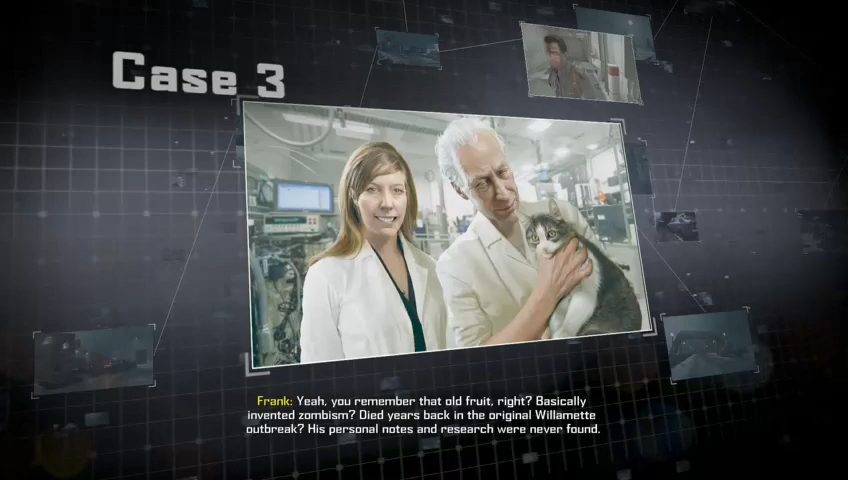 Case 3
Frank: Yeah, you remember that old fruit, right? Basically
invented zombism? Died years back in the original Willamette
outbreak? His personal notes and research were never found.